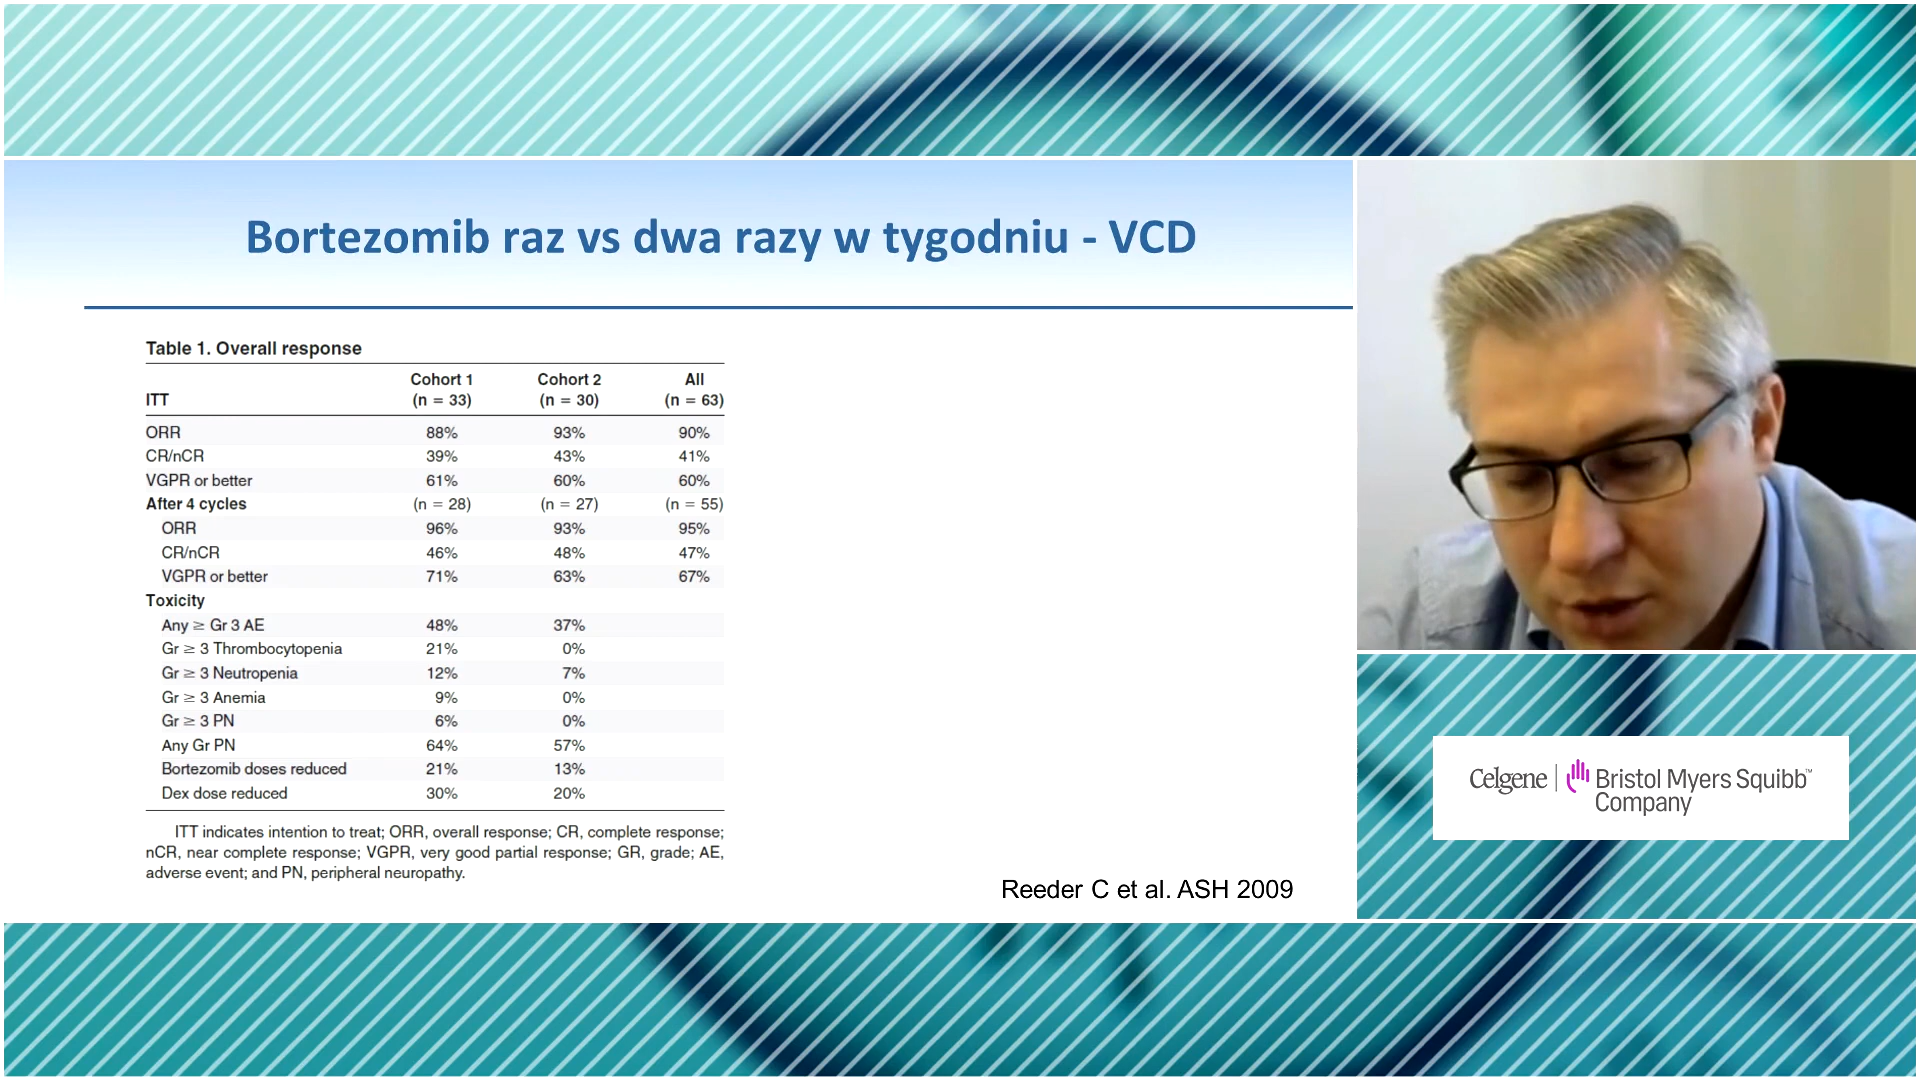 Bortezomib raz vs dwa razy w tygodniu - VCD
Table 1. Overall response
ITT Cohort 1 (n = 33) Cohort 2 (n = 30) All (n = 63)
ORR 88% 93% 90%
CR/nCR 39% 43% 41%
VGPR or better 61% 60% 60%
After 4 cycles (n = 28) (n = 27) (n = 55)
ORR 96% 93% 95%
CR/nCR 46% 48% 47%
VGPR or better 71% 63% 67%
Toxicity
Any ≥ Gr 3 AE 48% 37%
Gr ≥ 3 Thrombocytopenia 21% 0%
Gr ≥ 3 Neutropenia 12% 7%
Gr ≥ 3 Anemia 9% 0%
Gr ≥ 3 PN 6% 0%
Any Gr PN 64% 57%
Bortezomib doses reduced 21% 13%
Dex dose reduced 30% 20%
ITT indicates intention to treat; ORR, overall response; CR, complete response;
nCR, near complete response; VGPR, very good partial response; GR, grade; AE,
adverse event; and PN, peripheral neuropathy.
Reeder C et al. ASH 2009
Celgene | Bristol Myers Squibb™
Company